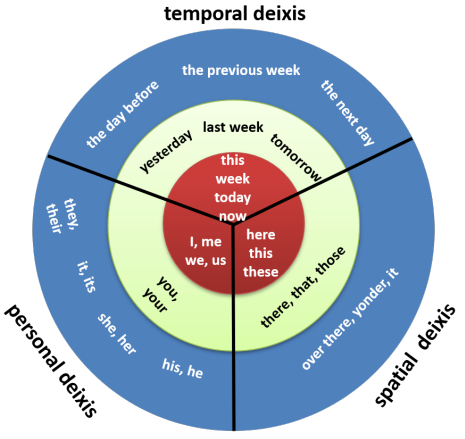 temporal deixis
the day before
the previous week
the next day
yesterday
last week
tomorrow
this
week
today
now
I, me
we, us
here
this
these
they,
their
it, its
she, her
his, he
you,
your
there, that, those
over there, yonder, it
personal deixis
spatial deixis